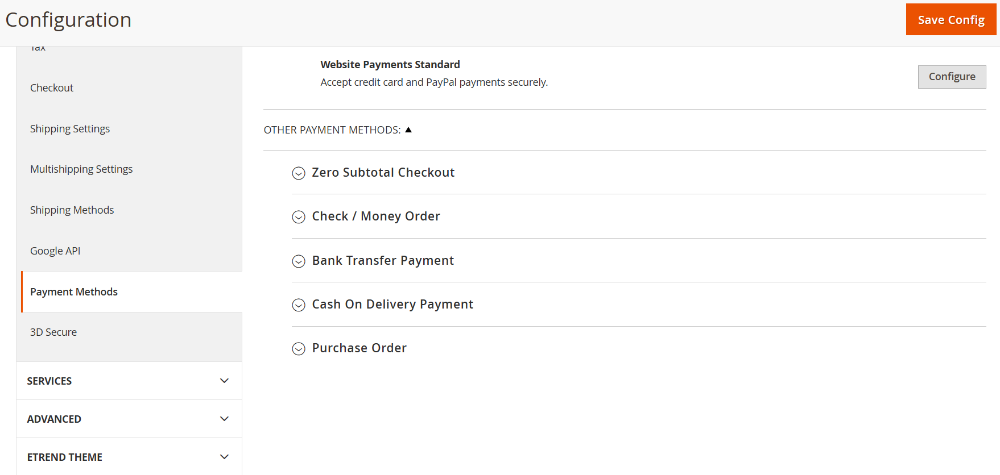 Configuration
Save Config
Tax
Checkout
Shipping Settings
Multishipping Settings
Shipping Methods
Google API
Payment Methods
3D Secure
SERVICES
ADVANCED
ETREND THEME
Website Payments Standard
Accept credit card and PayPal payments securely.
Configure
OTHER PAYMENT METHODS:
Zero Subtotal Checkout
Check / Money Order
Bank Transfer Payment
Cash On Delivery Payment
Purchase Order